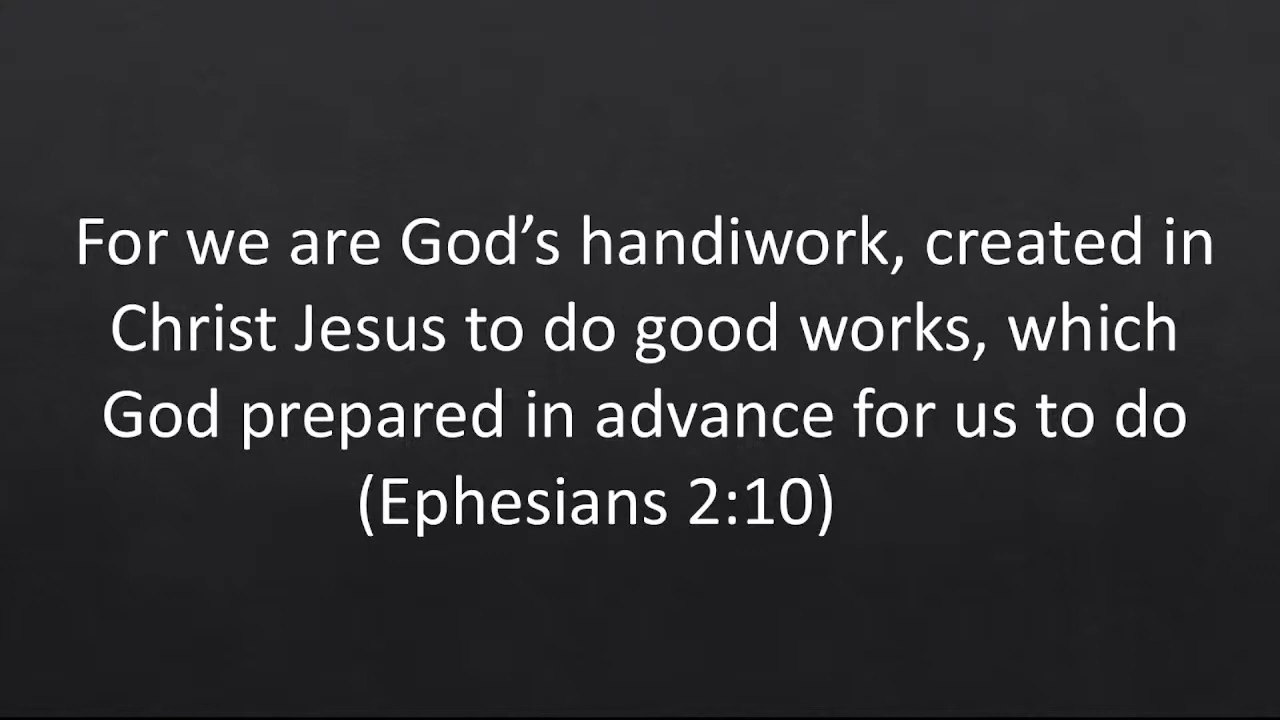 For we are God’s handiwork, created in
Christ Jesus to do good works, which
God prepared in advance for us to do
(Ephesians 2:10)